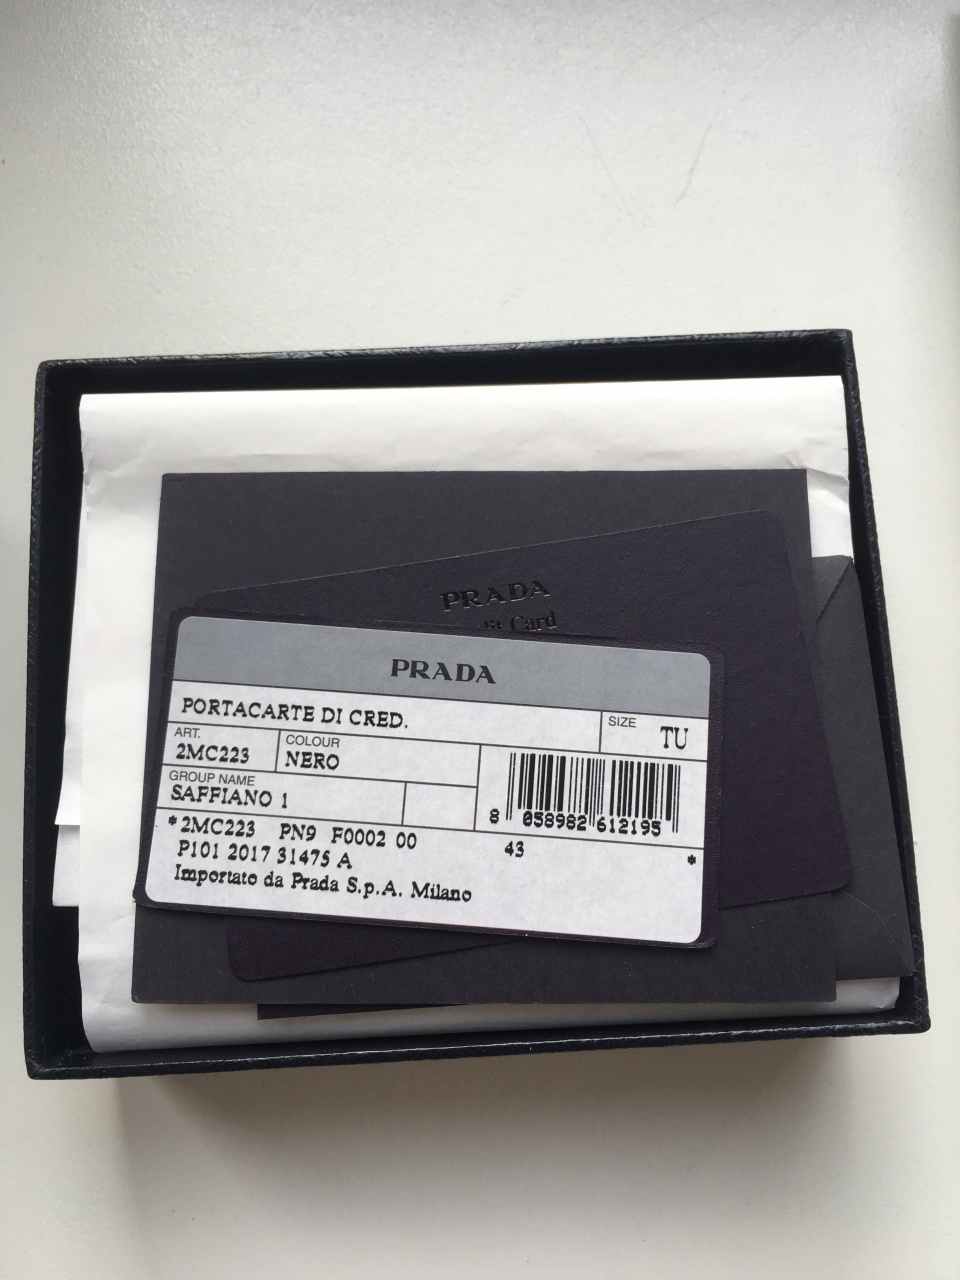 PRADA
Card
PRADA
PORTACARTE DI CRED.
SIZE
TU
ART.
2MC223
COLOUR
NERO
GROUP NAME
SAFFIANO 1
8 058982 612195
*2MC223 PN9 F0002 00
43
P101 2017 31475 A
*
Importato da Prada S.p.A. Milano